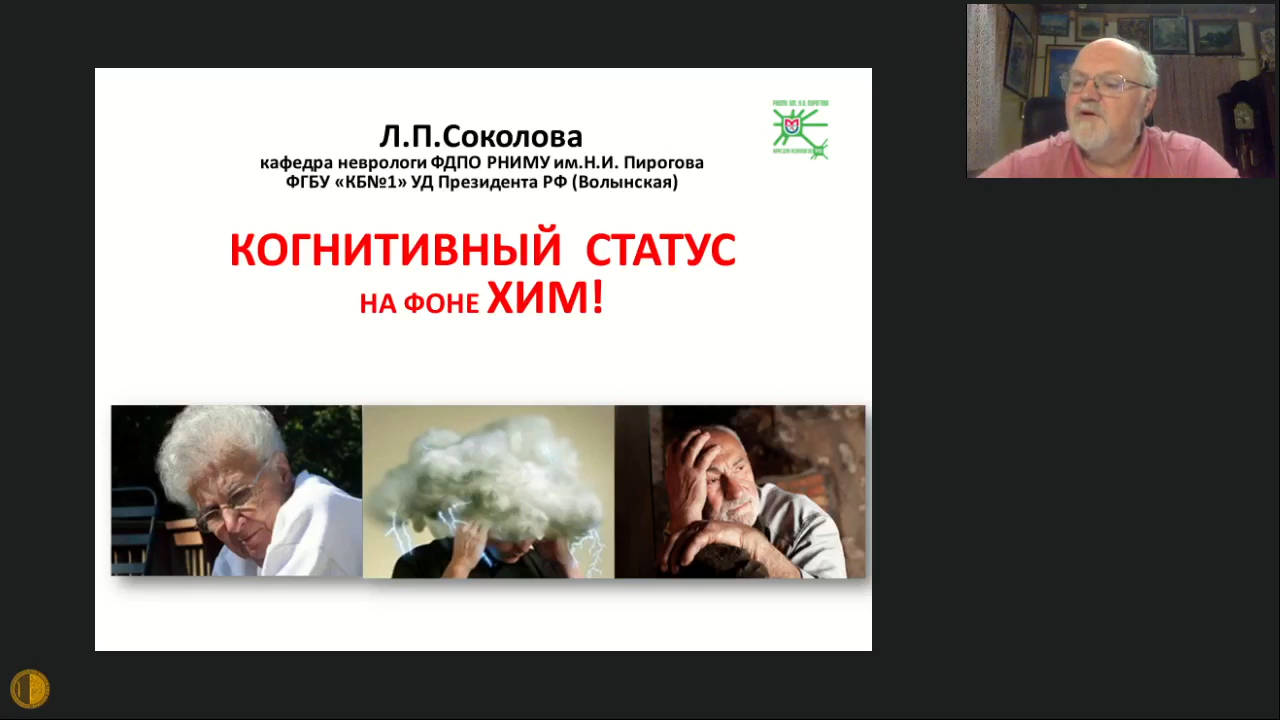 Л.П.Соколова
кафедра неврологи ФДПО РНИМУ им.Н.И. Пирогова
ФГБУ «КБ№1» УД Президента РФ (Волынская)
КОГНИТИВНЫЙ СТАТУС
НА ФОНЕ ХИМ!